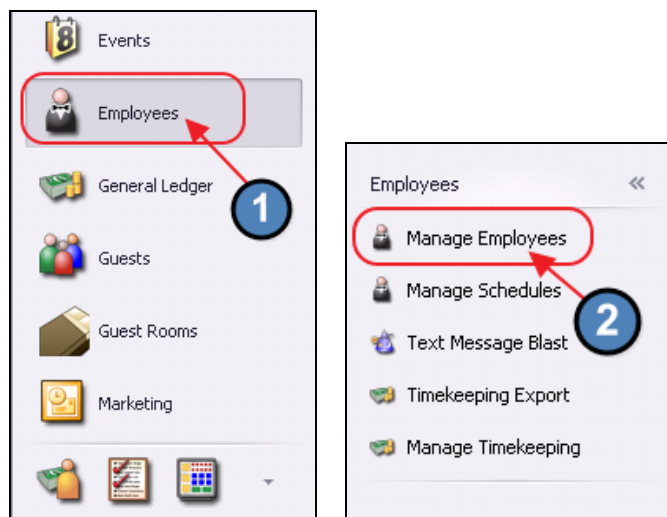 8
Events
Employees
General Ledger
1
Guests
Guest Rooms
Marketing
Employees
Manage Employees
Manage Schedules
2
Text Message Blast
Timekeeping Export
Manage Timekeeping